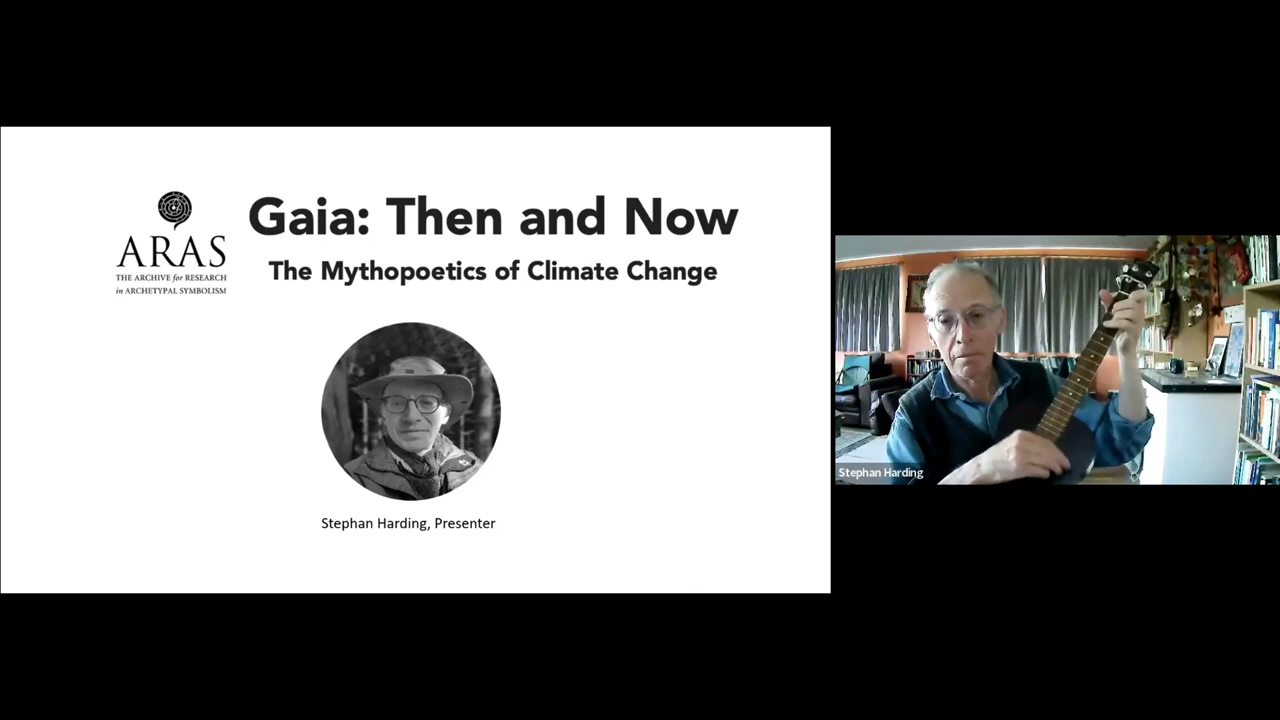 Gaia: Then and Now
The Mythopoetics of Climate Change
ARAS
THE ARCHIVE for RESEARCH
in ARCHETYPAL SYMBOLISM
Stephan Harding, Presenter
Stephan Harding